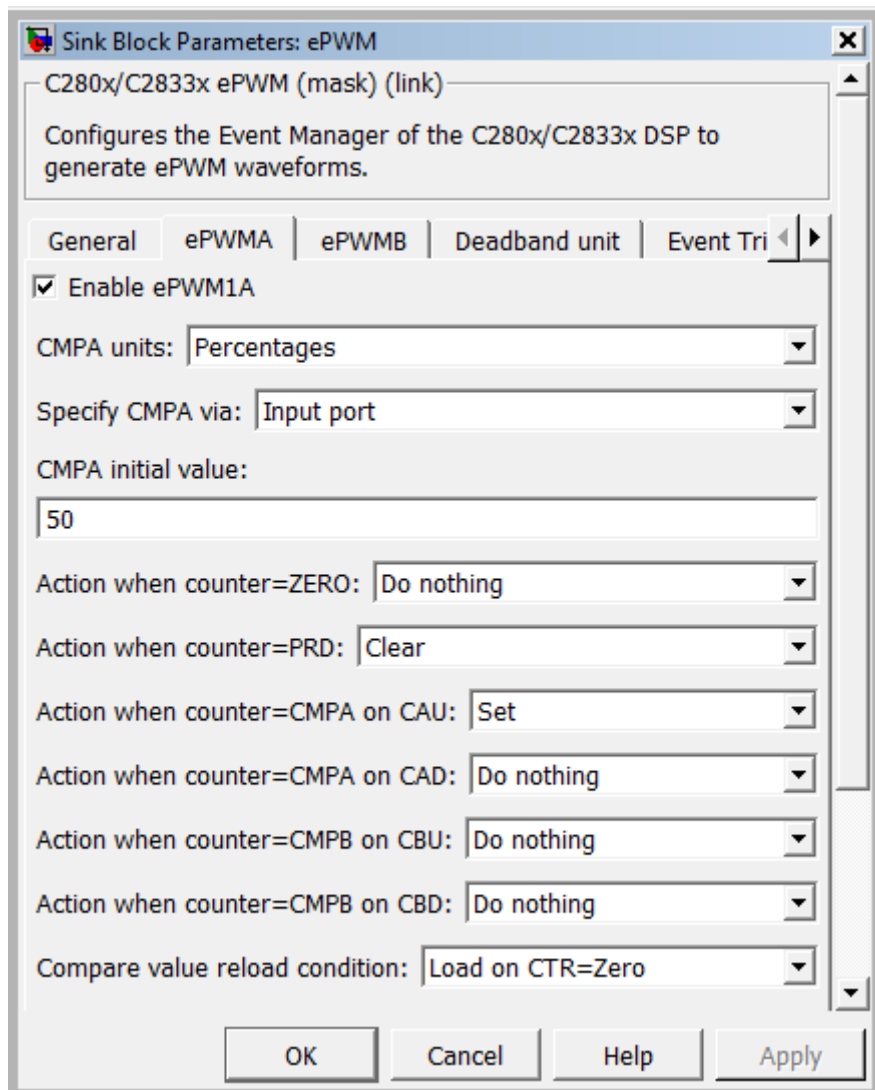 Sink Block Parameters: ePWM
C280x/C2833x ePWM (mask) (link)
Configures the Event Manager of the C280x/C2833x DSP to
generate ePWM waveforms.
General ePWMA ePWMB Deadband unit Event Tri
Enable ePWM1A
CMPA units: Percentages
Specify CMPA via: Input port
CMPA initial value:
50
Action when counter=ZERO: Do nothing
Action when counter=PRD: Clear
Action when counter=CMPA on CAU: Set
Action when counter=CMPA on CAD: Do nothing
Action when counter=CMPB on CBU: Do nothing
Action when counter=CMPB on CBD: Do nothing
Compare value reload condition: Load on CTR=Zero
OK Cancel Help Apply